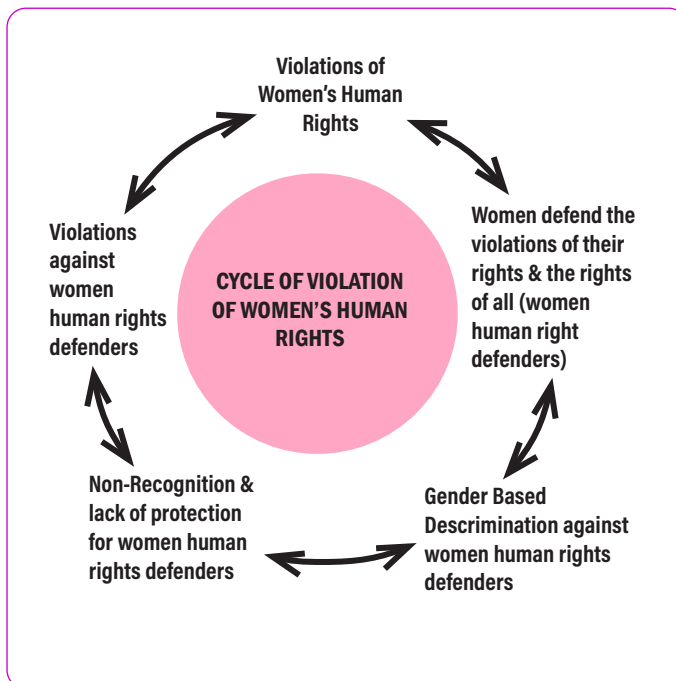 Violations of
Women's Human
Rights
Women defend the
violations of their
rights & the rights
of all (women
human right
defenders)
Gender Based
Descrimination against
women human rights
defenders
Non-Recognition &
lack of protection
for women human
rights defenders
Violations
against
women
human rights
defenders
CYCLE OF VIOLATION
OF WOMEN'S HUMAN
RIGHTS